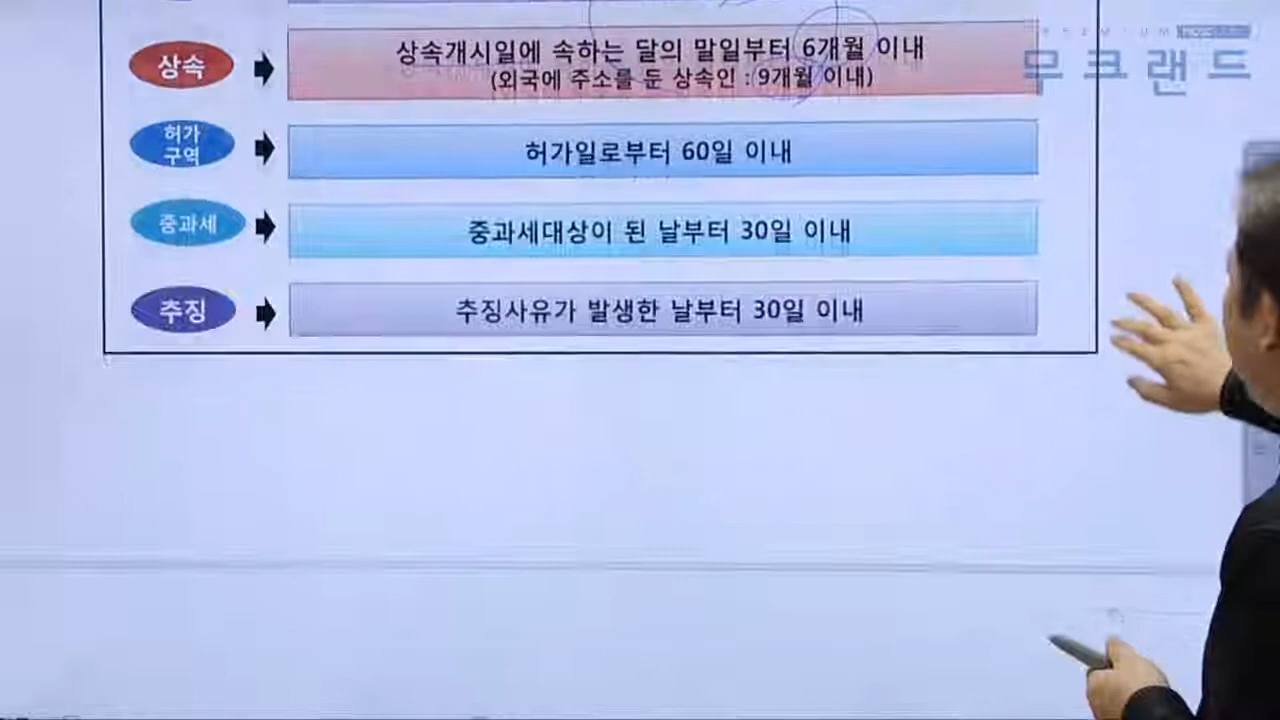 무크랜드
상속
상속개시일에 속하는 달의 말일부터 6개월 이내
(외국에 주소를 둔 상속인 : 9개월 이내)
허가
구역
허가일로부터 60일 이내
중과세
중과세대상이 된 날부터 30일 이내
추징
추징사유가 발생한 날부터 30일 이내